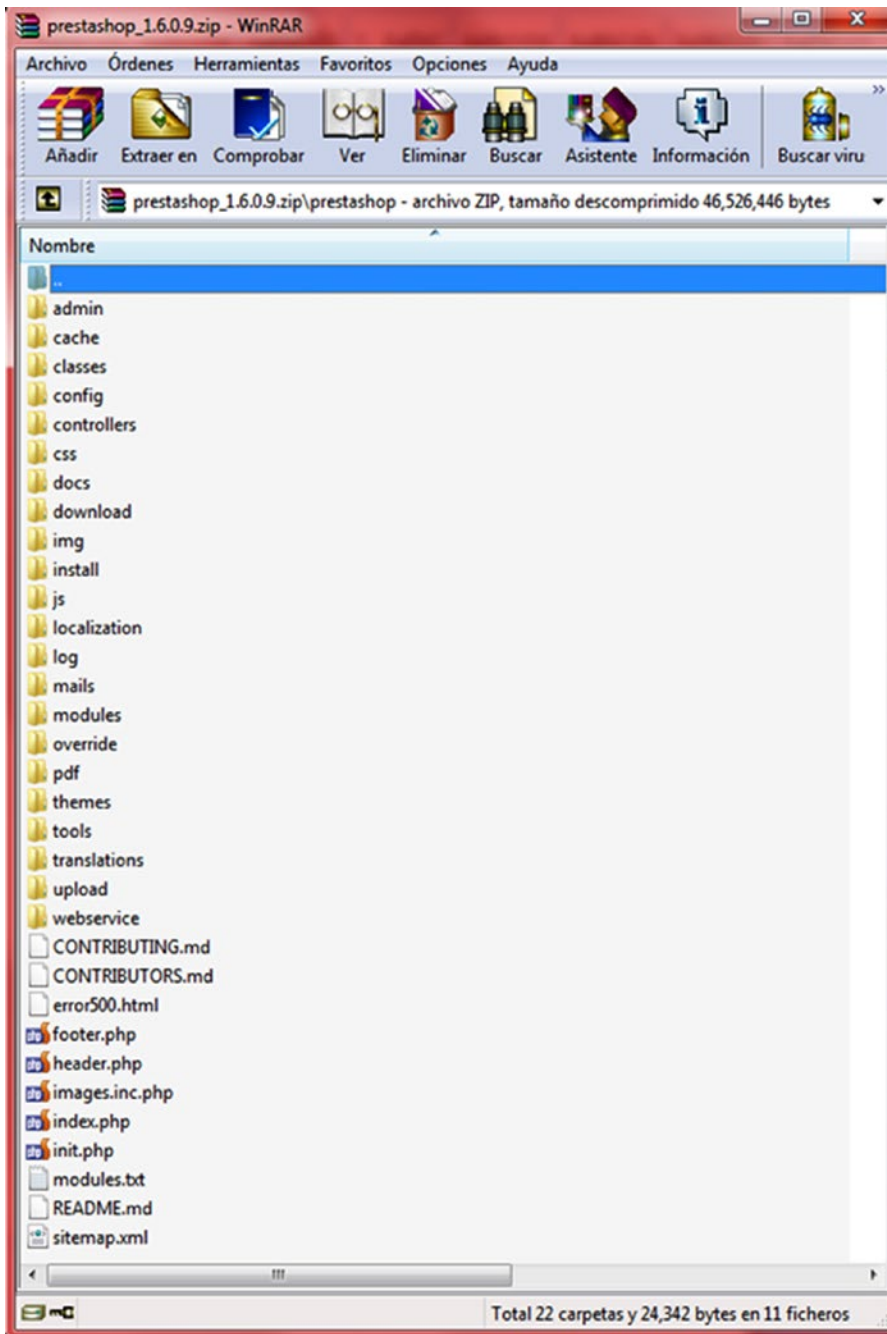 prestashop_1.6.0.9.zip - WinRAR
Archivo Órdenes Herramientas Favoritos Opciones Ayuda
Añadir Extraer en Comprobar Ver Eliminar Buscar Asistente Información Buscar viru
prestashop_1.6.0.9.zip\prestashop - archivo ZIP, tamaño descomprimido 46,526,446 bytes
Nombre
..
admin
cache
classes
config
controllers
css
docs
download
img
install
js
localization
log
mails
modules
override
pdf
themes
tools
translations
upload
webservice
CONTRIBUTING.md
CONTRIBUTORS.md
error500.html
footer.php
header.php
images.inc.php
index.php
init.php
modules.txt
README.md
sitemap.xml
Total 22 carpetas y 24,342 bytes en 11 ficheros